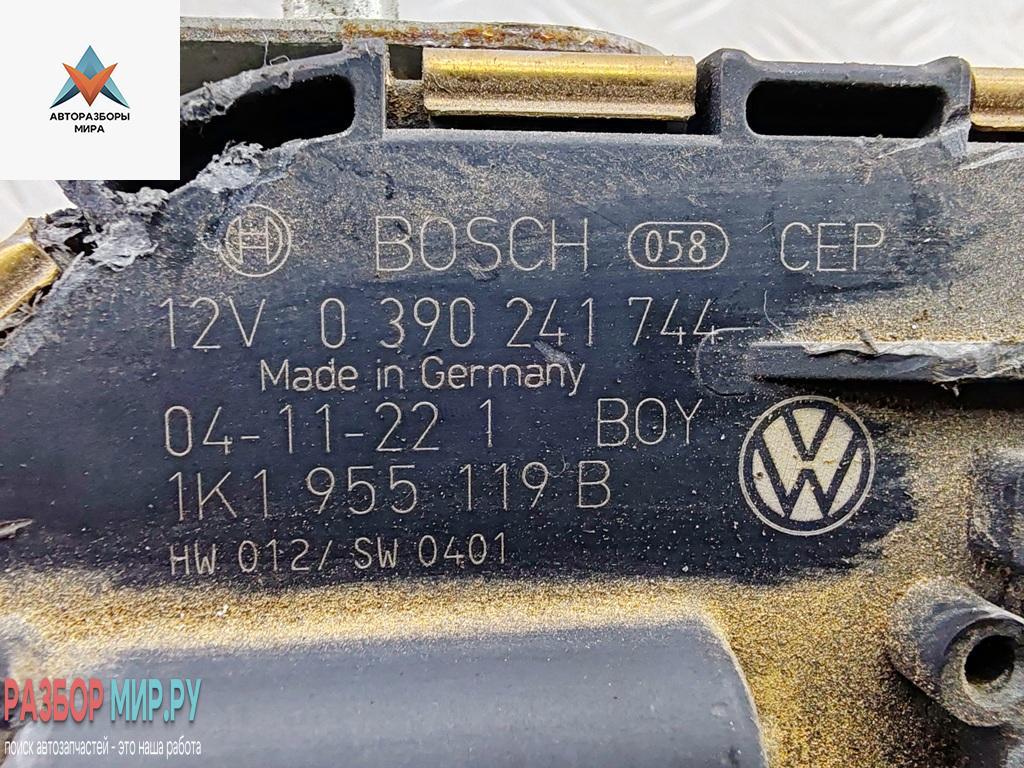 АВТОРАЗБОРЫ
МИРА
BOSCH 058 CEP
12V 0 390 241 744
Made in Germany
04-11-22 1 BOY
1K1 955 119 B
HW 012/ SW 0401
РАЗБОР МИР.РУ
поиск автозапчастей - это наша работа